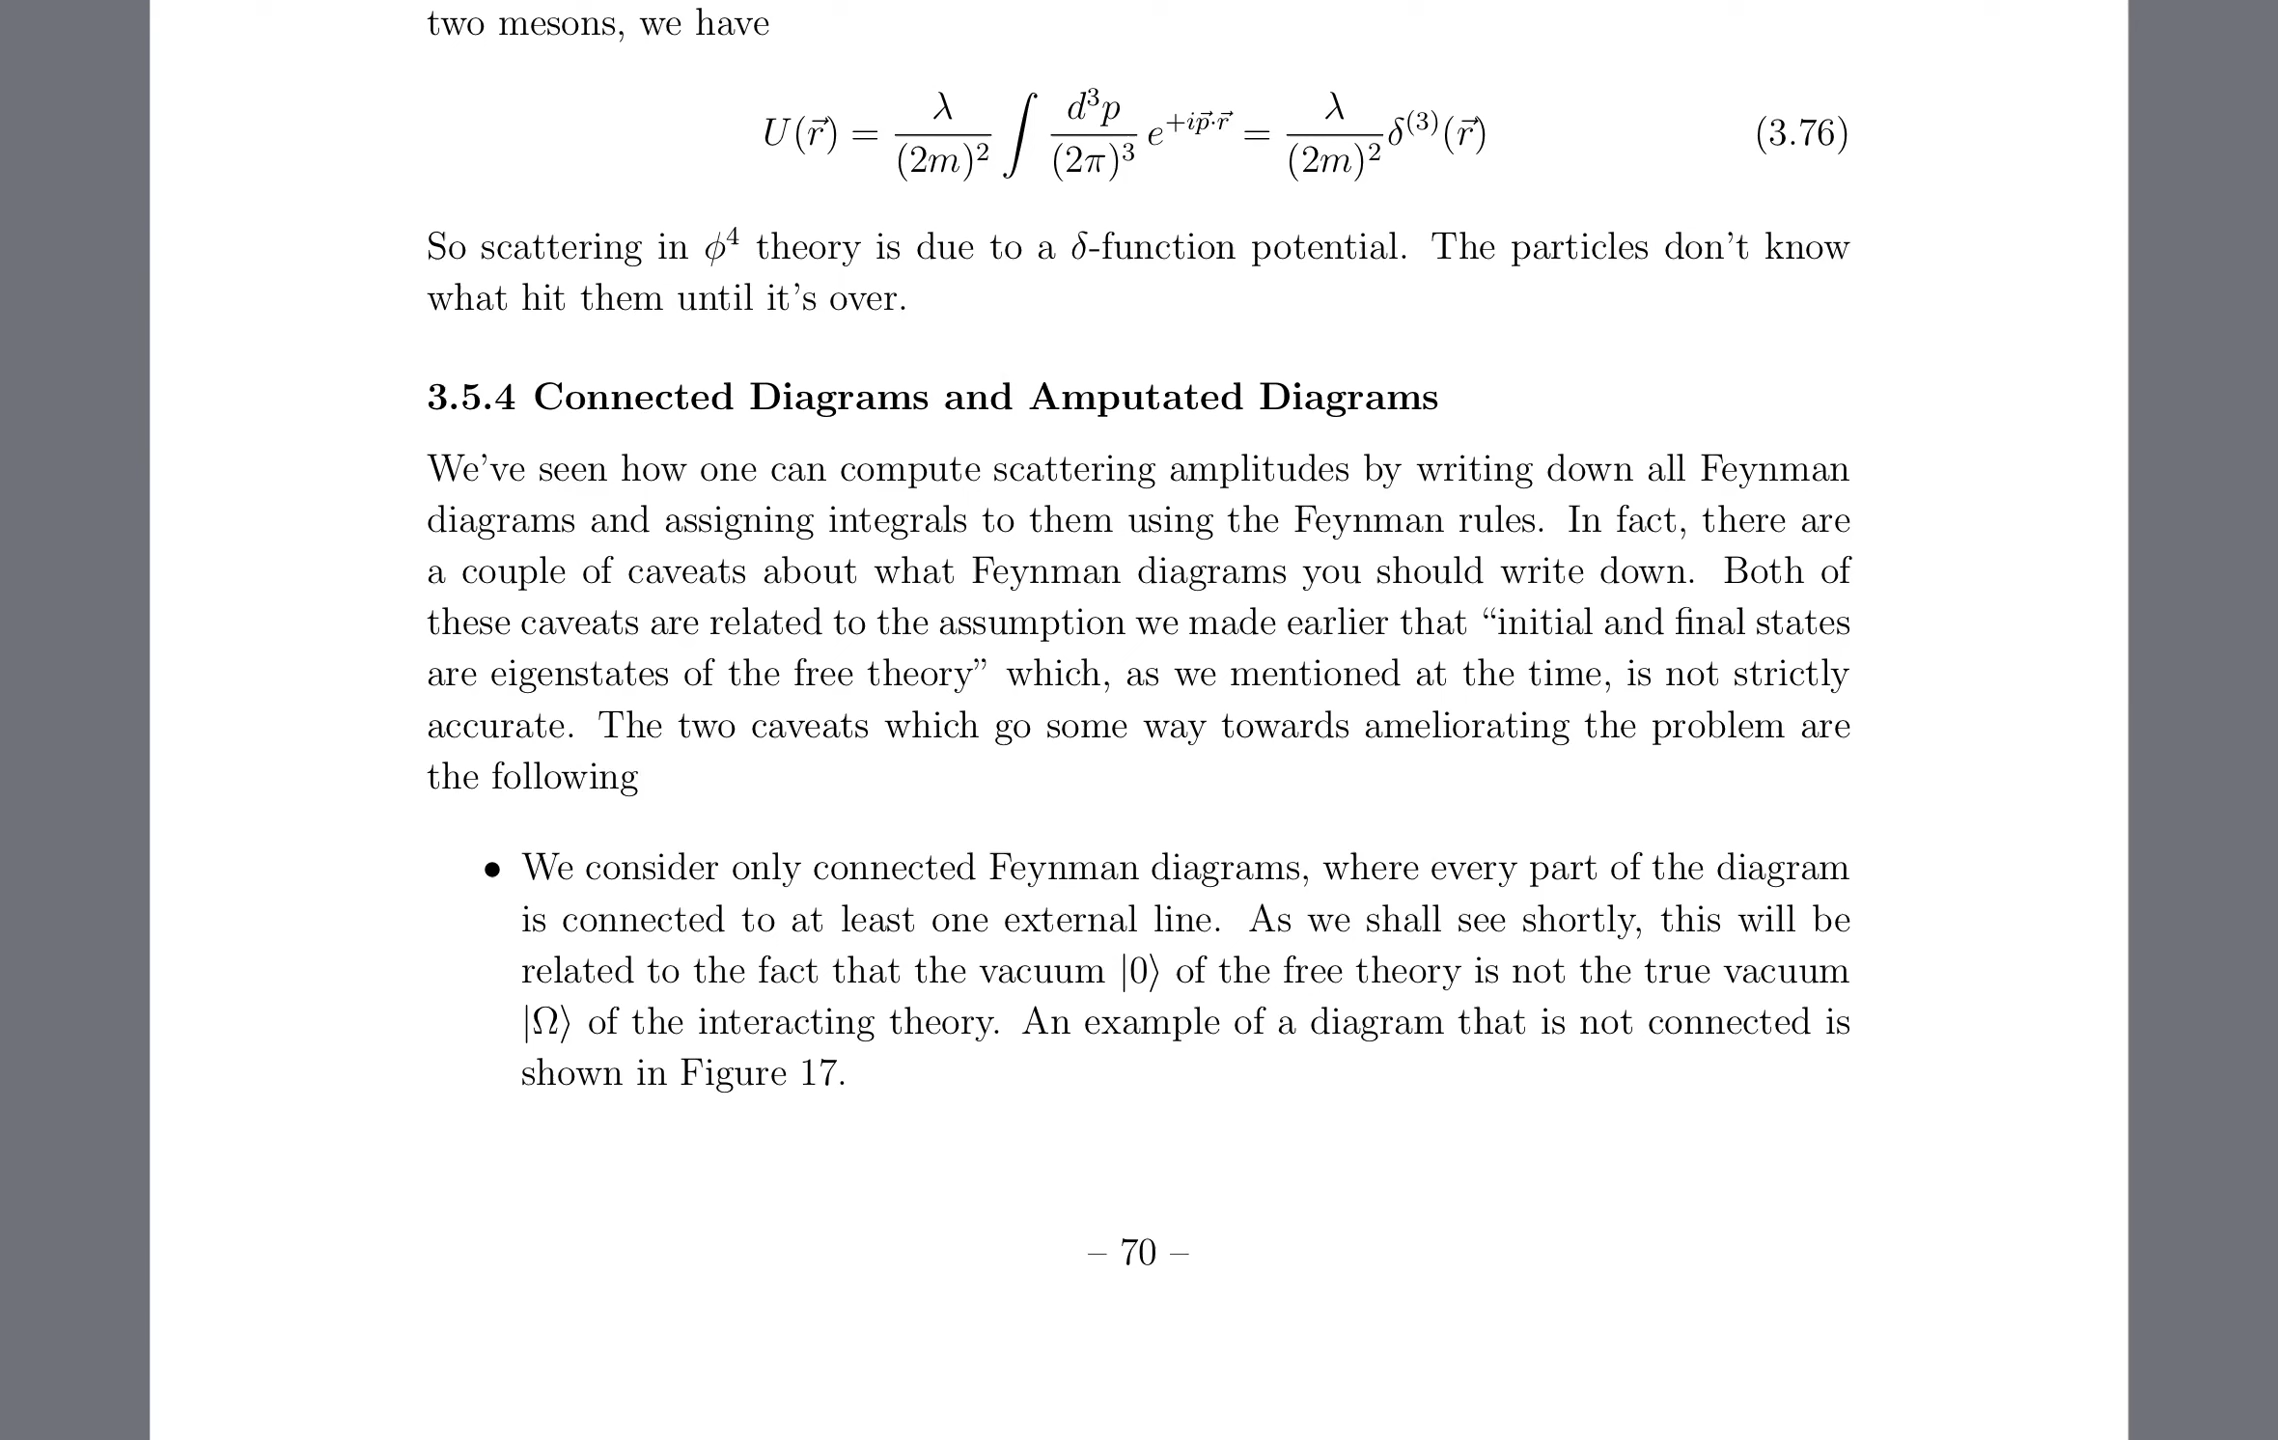 two mesons, we have
U(\vec{r}) = \frac{λ}{(2m)^2} ∫ \frac{d^3p}{(2π)^3} e^{+i\vec{p}·\vec{r}} = \frac{λ}{(2m)^2} δ^{(3)}(\vec{r}) (3.76)
So scattering in ϕ^4 theory is due to a δ-function potential. The particles don’t know
what hit them until it’s over.
3.5.4 Connected Diagrams and Amputated Diagrams
We’ve seen how one can compute scattering amplitudes by writing down all Feynman
diagrams and assigning integrals to them using the Feynman rules. In fact, there are
a couple of caveats about what Feynman diagrams you should write down. Both of
these caveats are related to the assumption we made earlier that “initial and final states
are eigenstates of the free theory” which, as we mentioned at the time, is not strictly
accurate. The two caveats which go some way towards ameliorating the problem are
the following
• We consider only connected Feynman diagrams, where every part of the diagram
is connected to at least one external line. As we shall see shortly, this will be
related to the fact that the vacuum |0⟩ of the free theory is not the true vacuum
|Ω⟩ of the interacting theory. An example of a diagram that is not connected is
shown in Figure 17.
– 70 –